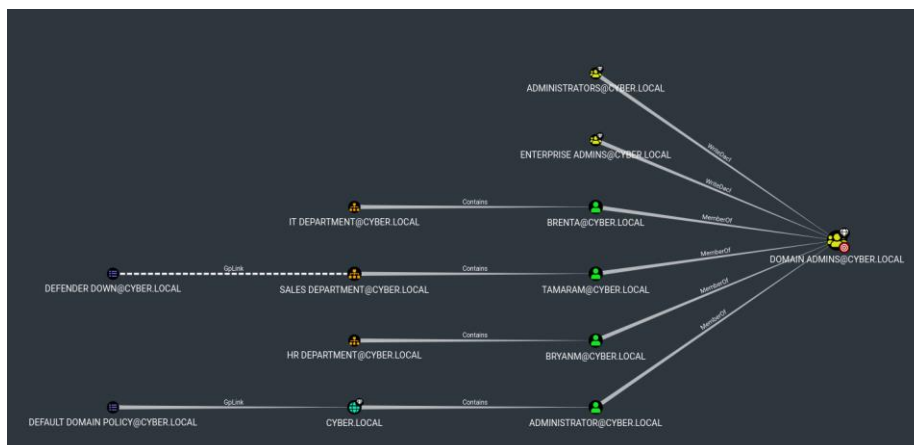 ADMINISTRATORS@CYBER.LOCAL
WriteDacl
ENTERPRISE ADMINS@CYBER.LOCAL
WriteDacl
IT DEPARTMENT@CYBER.LOCAL
Contains
BRENTA@CYBER.LOCAL
MemberOf
DOMAIN ADMINS@CYBER.LOCAL
DEFENDER DOWN@CYBER.LOCAL
GpLink
SALES DEPARTMENT@CYBER.LOCAL
Contains
TAMARAM@CYBER.LOCAL
MemberOf
HR DEPARTMENT@CYBER.LOCAL
Contains
BRYANM@CYBER.LOCAL
MemberOf
DEFAULT DOMAIN POLICY@CYBER.LOCAL
GpLink
CYBER.LOCAL
Contains
ADMINISTRATOR@CYBER.LOCAL
MemberOf